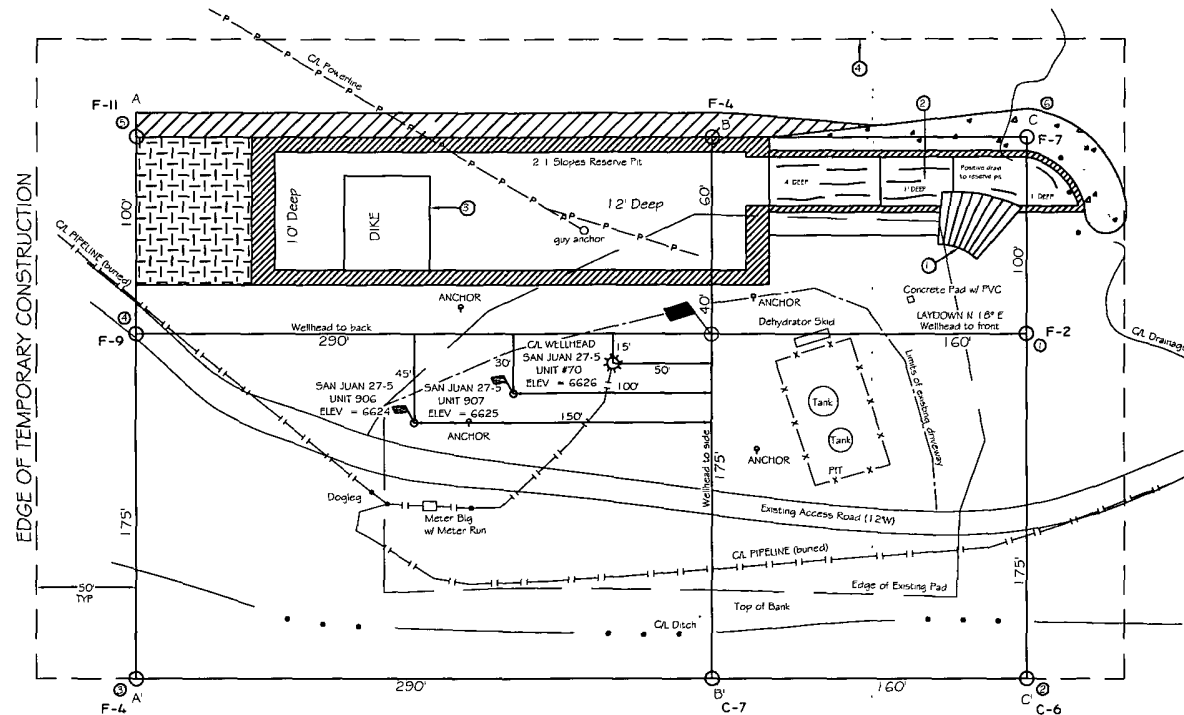 C/L Powerline
④
F-11
A
⑤
F-4
B
②
⑥
C
F-7
2 1 Slopes Reserve Pit
4' DEEP
1' DEEP
Positive drain
to reserve pit
1' DEEP
EDGE OF TEMPORARY CONSTRUCTION
100'
10' Deep
DIKE
③
12' Deep
guy anchor
60'
①
100'
C/L PIPELINE (buried)
ANCHOR
40'
ANCHOR
Concrete Pad w/ PVC
LAYDOWN N 18° E
Wellhead to front
C/L Drainage
④
F-9
Wellhead to back
290'
Dehydrator Skid
160'
F-2
①
C/L WELLHEAD
SAN JUAN 27-5
UNIT #70
ELEV = 6626
15'
30'
45'
50'
100'
150'
SAN JUAN 27-5
UNIT 906
ELEV = 6624
SAN JUAN 27-5
UNIT 907
ELEV = 6625
ANCHOR
Limits of existing driveway
Tank
Tank
PIT
ANCHOR
Wellhead to side
175'
175'
175'
Dogleg
Meter Big
w/ Meter Run
Existing Access Road (12'W)
C/L PIPELINE (buried)
Edge of Existing Pad
50'
TYP
Top of Bank
C/L Ditch
③
A'
F-4
290'
B'
C-7
160'
C'
②
C-6
P P P P P P P P P P P